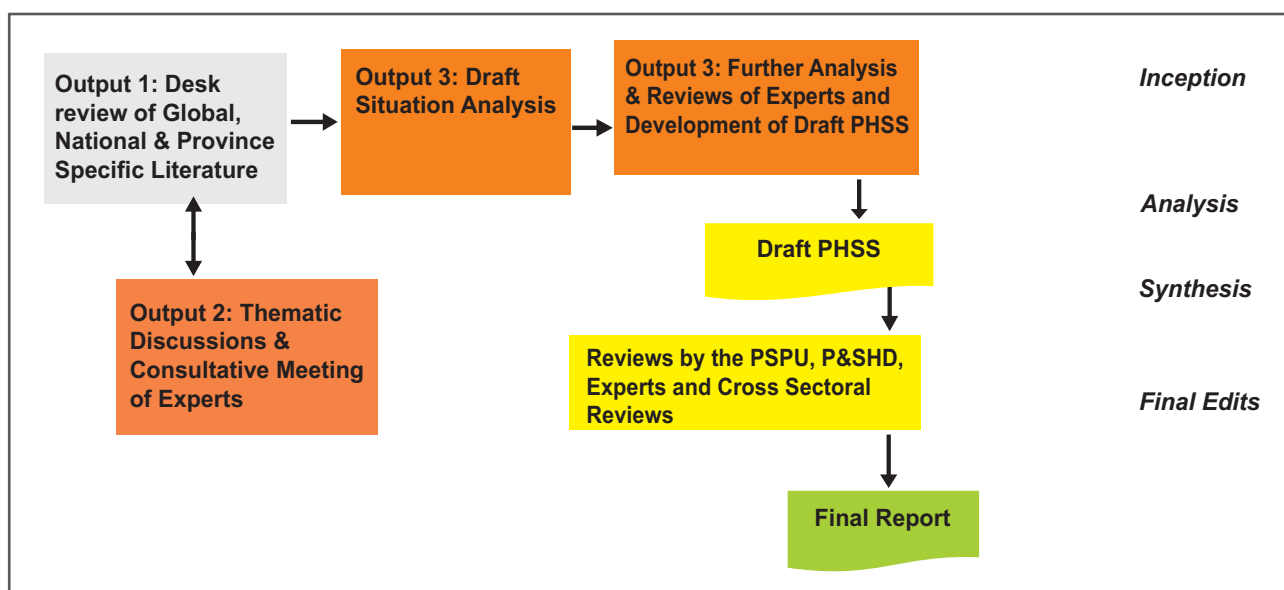 Output 1: Desk
review of Global,
National & Province
Specific Literature
Output 3: Draft
Situation Analysis
Output 3: Further Analysis
& Reviews of Experts and
Development of Draft PHSS
Inception
Analysis
Draft PHSS
Synthesis
Output 2: Thematic
Discussions &
Consultative Meeting
of Experts
Reviews by the PSPU, P&SHD,
Experts and Cross Sectoral
Reviews
Final Edits
Final Report